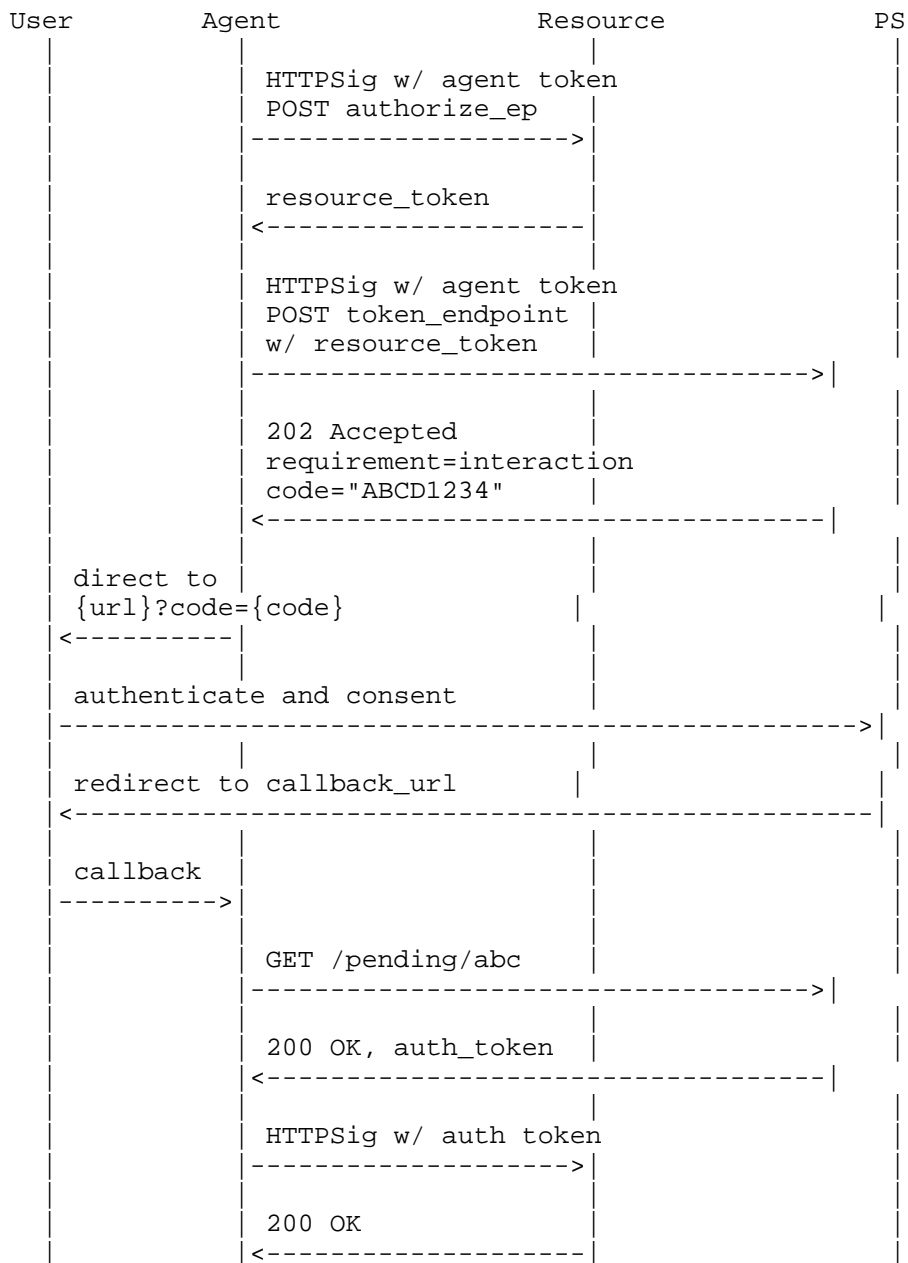 User Agent Resource PS
HTTPSig w/ agent token
POST authorize_ep
resource_token
HTTPSig w/ agent token
POST token_endpoint
w/ resource_token
202 Accepted
requirement=interaction
code="ABCD1234"
direct to
{url}?code={code}
authenticate and consent
redirect to callback_url
callback
GET /pending/abc
200 OK, auth_token
HTTPSig w/ auth token
200 OK